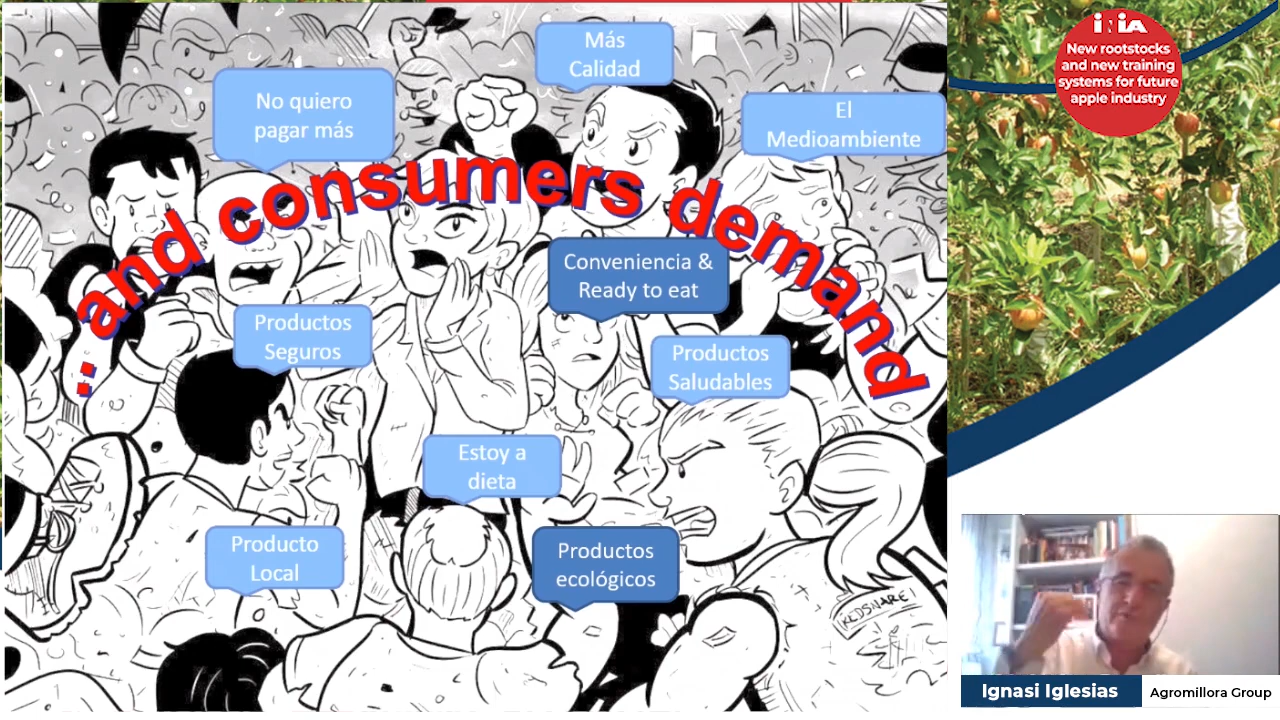 iNiA
New rootstocks
and new training
systems for future
apple industry
Más
Calidad
No quiero
pagar más
El
Medioambiente
.. and consumers demand
Conveniencia &
Ready to eat
Productos
Seguros
Productos
Saludables
Estoy a
dieta
Producto
Local
Productos
ecológicos
Ignasi Iglesias
Agromillora Group